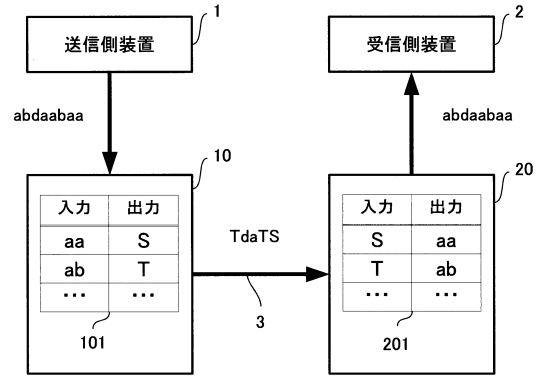 1
送信側装置
2
受信側装置
abdaabaa
abdaabaa
10
20
入力 出力
aa S
ab T
… …
101
TdaTS
3
入力 出力
S aa
T ab
… …
201